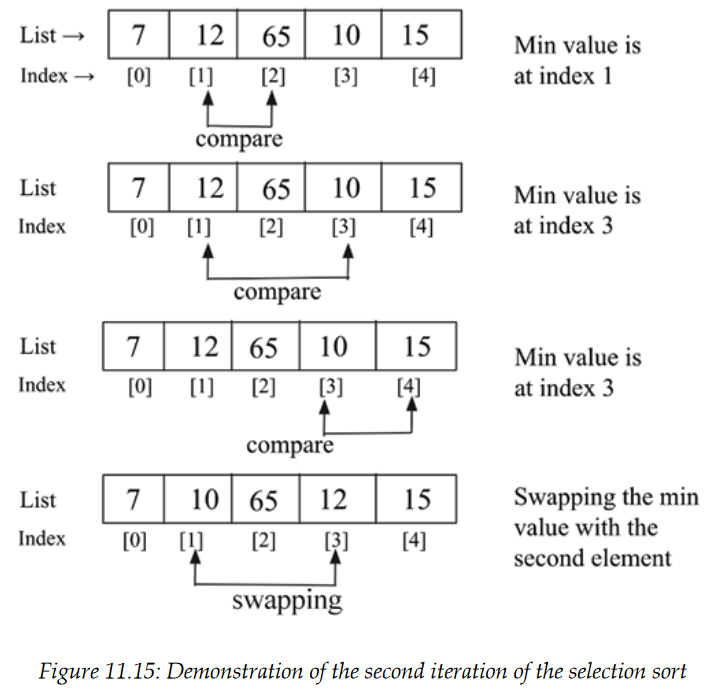 List → 7 12 65 10 15
Index → [0] [1] [2] [3] [4]
compare
Min value is
at index 1
List 7 12 65 10 15
Index [0] [1] [2] [3] [4]
compare
Min value is
at index 3
List 7 12 65 10 15
Index [0] [1] [2] [3] [4]
compare
Min value is
at index 3
List 7 10 65 12 15
Index [0] [1] [2] [3] [4]
swapping
Swapping the min
value with the
second element
Figure 11.15: Demonstration of the second iteration of the selection sort